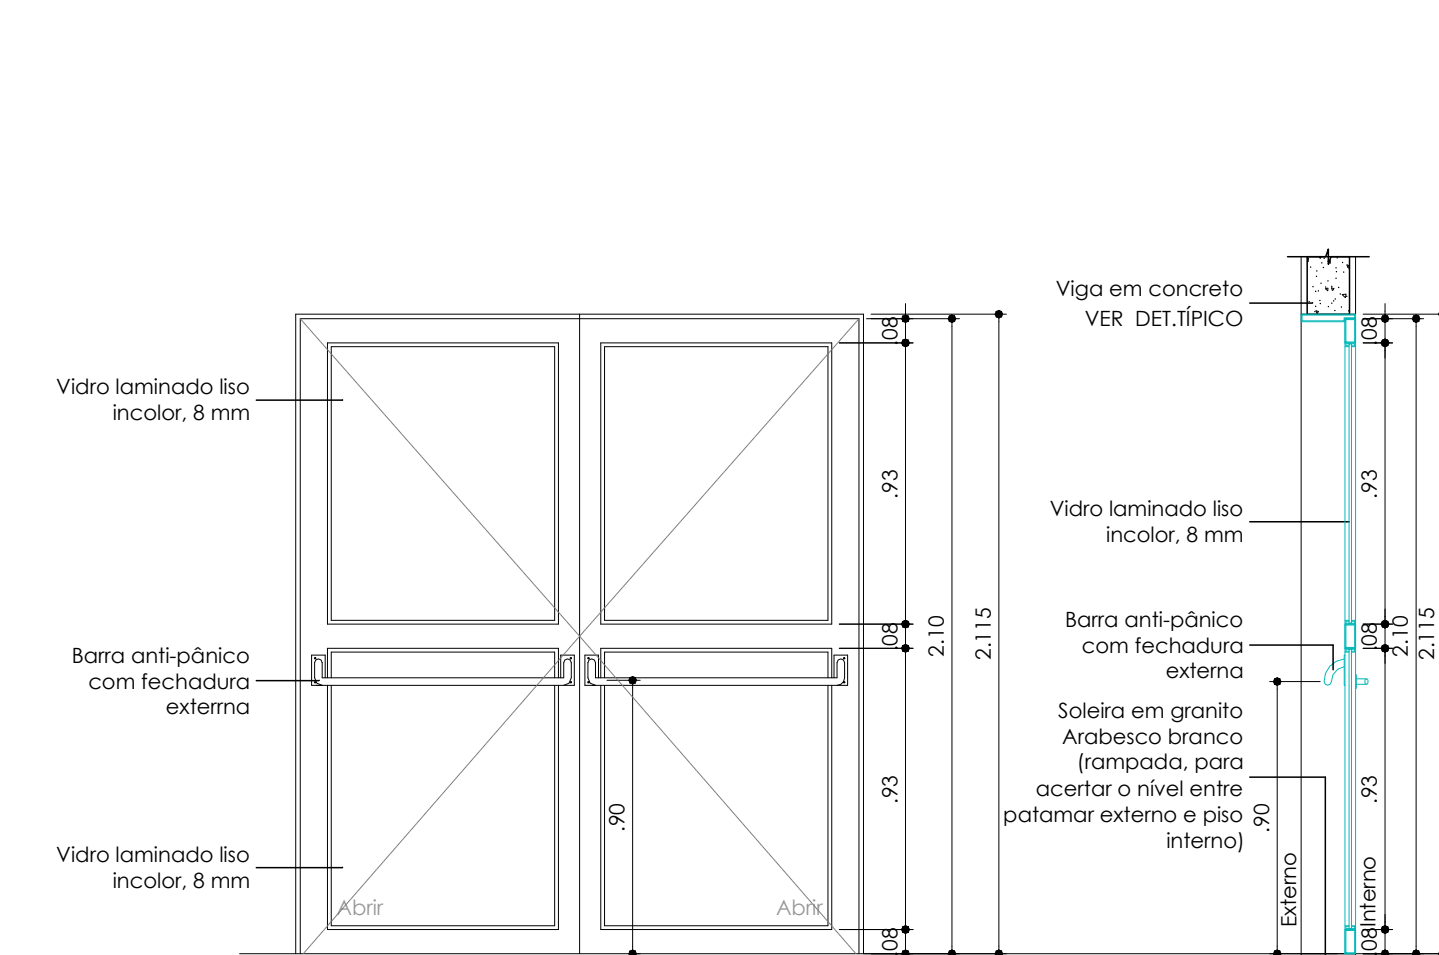 Vidro laminado liso
incolor, 8 mm
Barra anti-pânico
com fechadura
exterrna
Vidro laminado liso
incolor, 8 mm
Abrir
Abrir
.90
.08
.93
.08
.93
.08
2.10
2.115
Viga em concreto
VER DET.TÍPICO
Vidro laminado liso
incolor, 8 mm
Barra anti-pânico
com fechadura
externa
Soleira em granito
Arabesco branco
(rampada, para
acertar o nível entre
patamar externo e piso
interno)
.90
Externo
Interno
.08
.93
.08
.93
.08
2.10
2.115